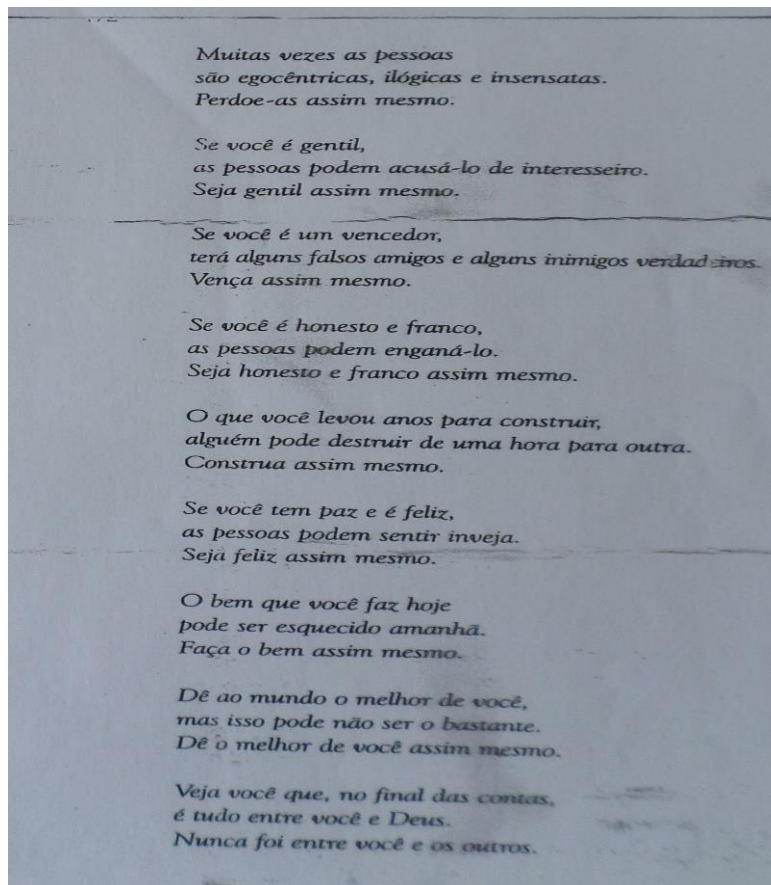 Muitas vezes as pessoas
são egocêntricas, ilógicas e insensatas.
Perdoe-as assim mesmo.
Se você é gentil,
as pessoas podem acusá-lo de interesseiro.
Seja gentil assim mesmo.
Se você é um vencedor,
terá alguns falsos amigos e alguns inimigos verdadeiros.
Vença assim mesmo.
Se você é honesto e franco,
as pessoas podem enganá-lo.
Seja honesto e franco assim mesmo.
O que você levou anos para construir,
alguém pode destruir de uma hora para outra.
Construa assim mesmo.
Se você tem paz e é feliz,
as pessoas podem sentir inveja.
Seja feliz assim mesmo.
O bem que você faz hoje
pode ser esquecido amanhã.
Faça o bem assim mesmo.
Dê ao mundo o melhor de você,
mas isso pode não ser o bastante.
Dê o melhor de você assim mesmo.
Veja você que, no final das contas,
é tudo entre você e Deus.
Nunca foi entre você e os outros.